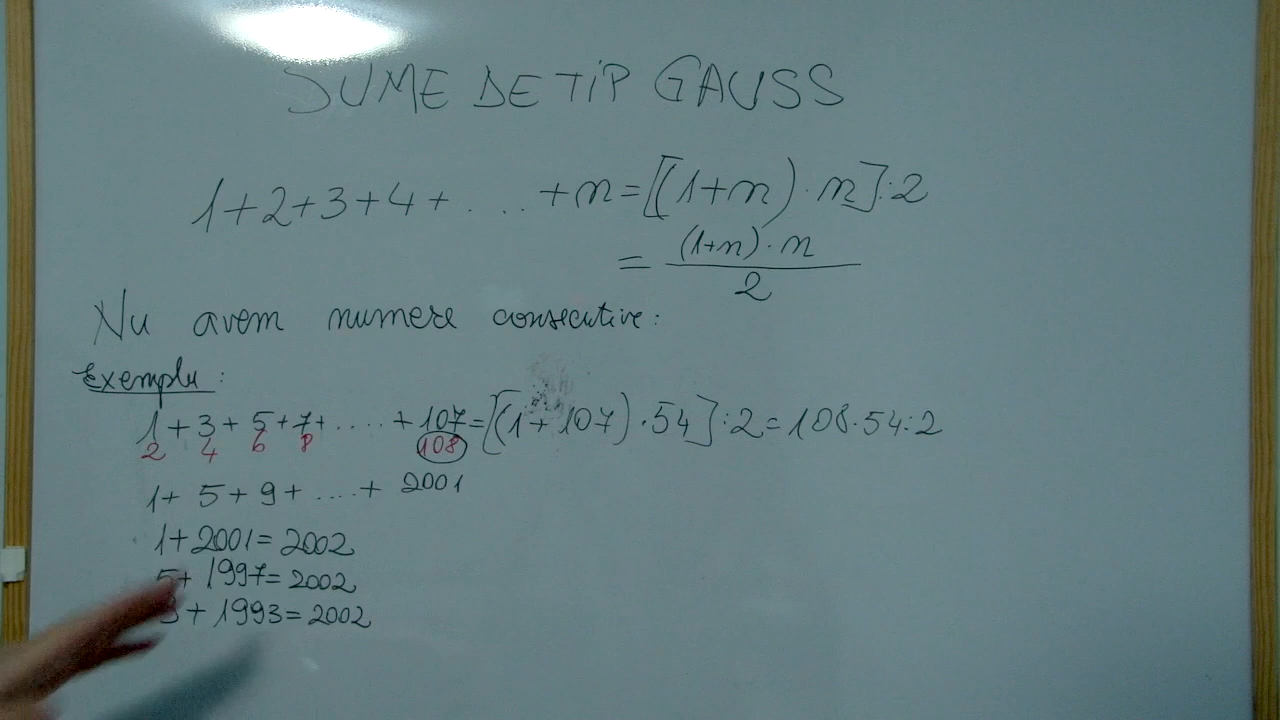 SUME DE TIP GAUSS
1+2+3+4+ .... +n=[(1+n)·n]:2
= (1+n)·n / 2
Nu avem numere consecutive:
Exemplu:
1+3+5+7+....+107=[(1+107)·54]:2=108·54:2
2 4 6 8 108
1+5+9+....+ 2001
1+2001=2002
5+1997=2002
+1993=2002